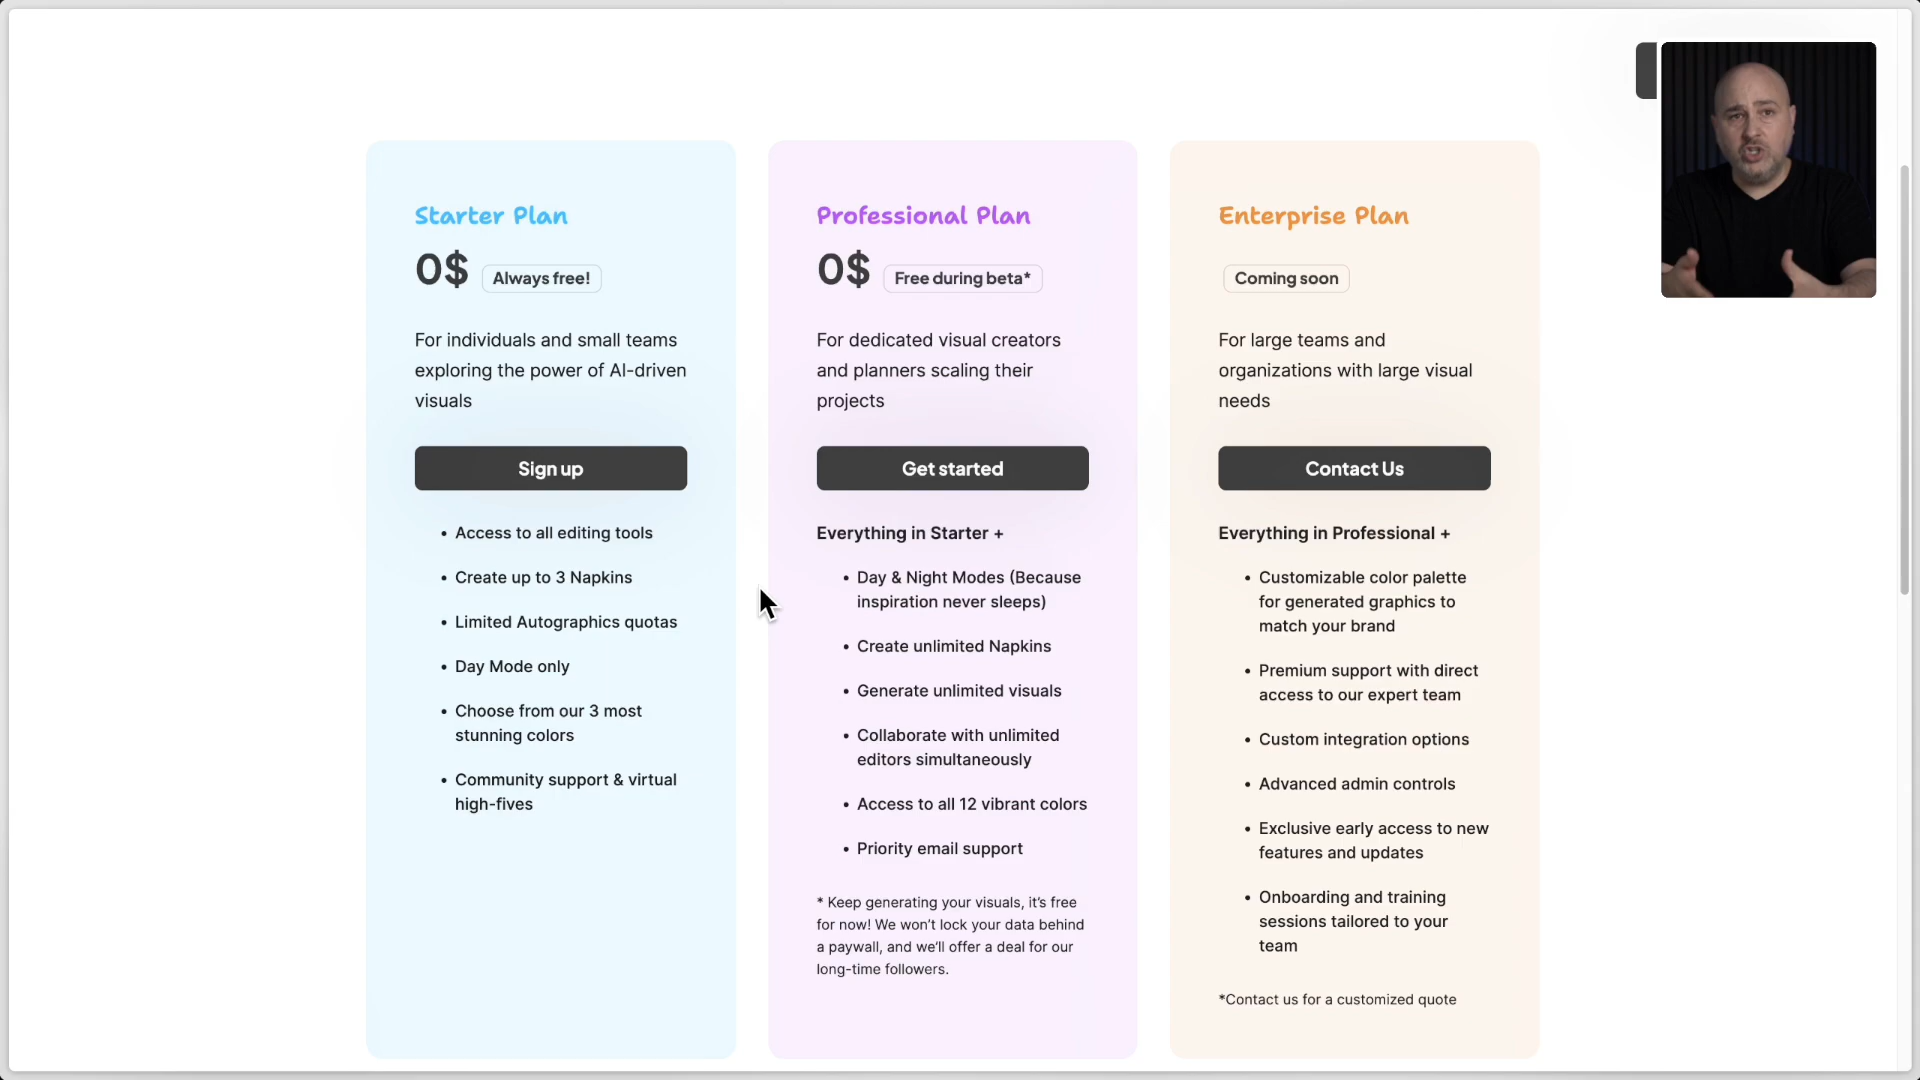 Starter Plan
0$ Always free!
For individuals and small teams
exploring the power of AI-driven
visuals
Sign up
• Access to all editing tools
• Create up to 3 Napkins
• Limited Autographics quotas
• Day Mode only
• Choose from our 3 most
stunning colors
• Community support & virtual
high-fives
Professional Plan
0$ Free during beta*
For dedicated visual creators
and planners scaling their
projects
Get started
Everything in Starter +
• Day & Night Modes (Because
inspiration never sleeps)
• Create unlimited Napkins
• Generate unlimited visuals
• Collaborate with unlimited
editors simultaneously
• Access to all 12 vibrant colors
• Priority email support
* Keep generating your visuals, it's free
for now! We won't lock your data behind
a paywall, and we'll offer a deal for our
long-time followers.
Enterprise Plan
Coming soon
For large teams and
organizations with large visual
needs
Contact Us
Everything in Professional +
• Customizable color palette
for generated graphics to
match your brand
• Premium support with direct
access to our expert team
• Custom integration options
• Advanced admin controls
• Exclusive early access to new
features and updates
• Onboarding and training
sessions tailored to your
team
*Contact us for a customized quote